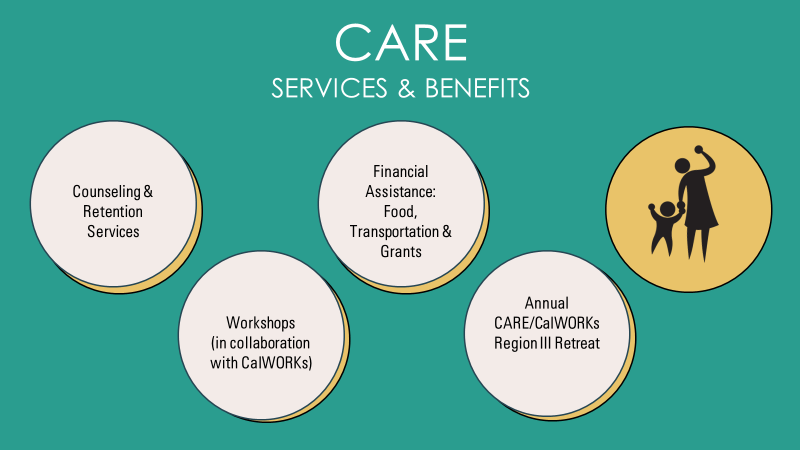 CARE
SERVICES & BENEFITS
Counseling &
Retention
Services
Workshops
(in collaboration
with CalWORKs)
Financial
Assistance:
Food,
Transportation &
Grants
Annual
CARE/CalWORKs
Region III Retreat